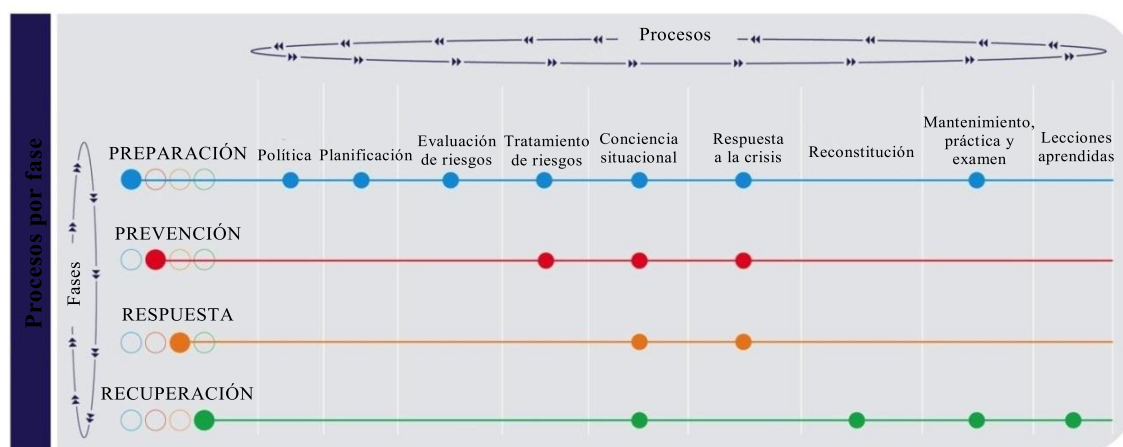 Procesos
Procesos por fase
Fases
PREPARACIÓN
Política
Planificación
Evaluación
de riesgos
Tratamiento
de riesgos
Conciencia
situacional
Respuesta
a la crisis
Reconstitución
Mantenimiento,
práctica y
examen
Lecciones
aprendidas
PREVENCIÓN
RESPUESTA
RECUPERACIÓN